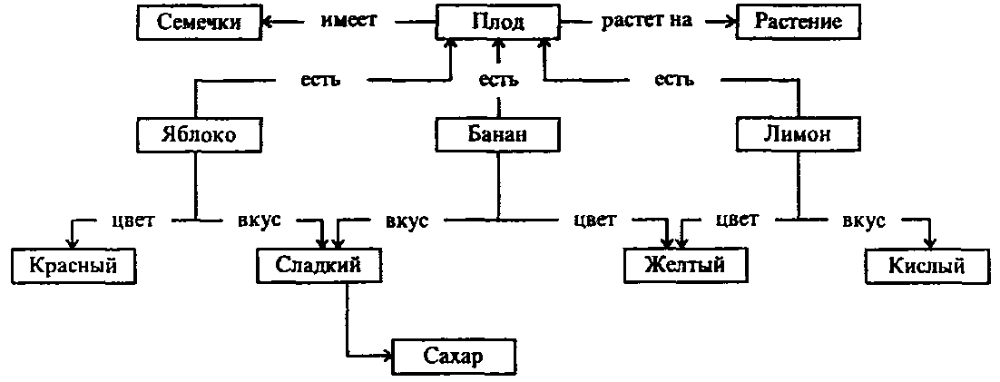 Семечки имеет Плод растет на Растение
есть есть есть
Яблоко Банан Лимон
цвет вкус вкус цвет цвет вкус
Красный Сладкий Желтый Кислый
Сахар